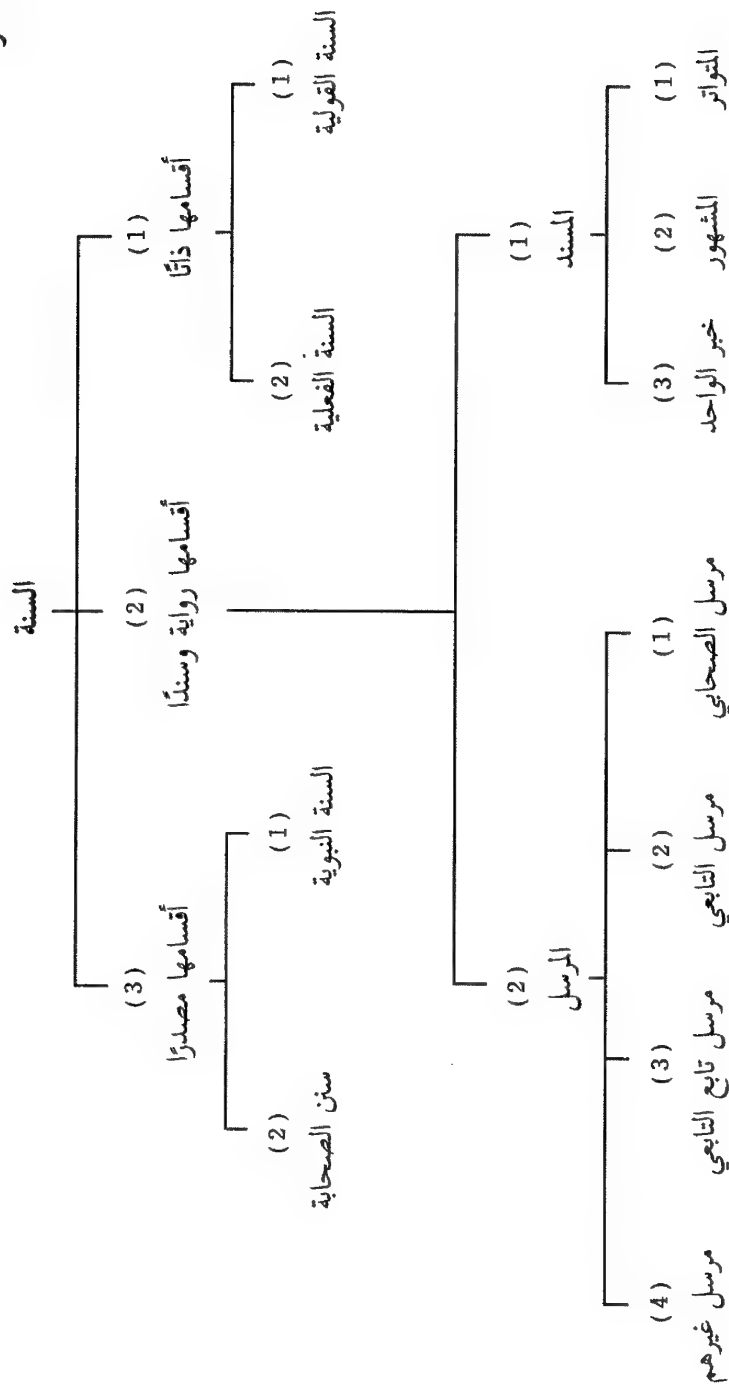 السنة
(1) (2) (3)
أقسامها ذاتًا أقسامها رواية وسندًا أقسامها مصدرًا
(1) (2) (1) (2)
السنة القولية السنة الفعلية السنة النبوية سنن الصحابة
(1) (2)
المسند المرسل
(1) (2) (3) (1) (2) (3) (4)
المتواتر المشهور خبر الواحد مرسل الصحابي مرسل التابعي مرسل تابع التابعي مرسل غيرهم